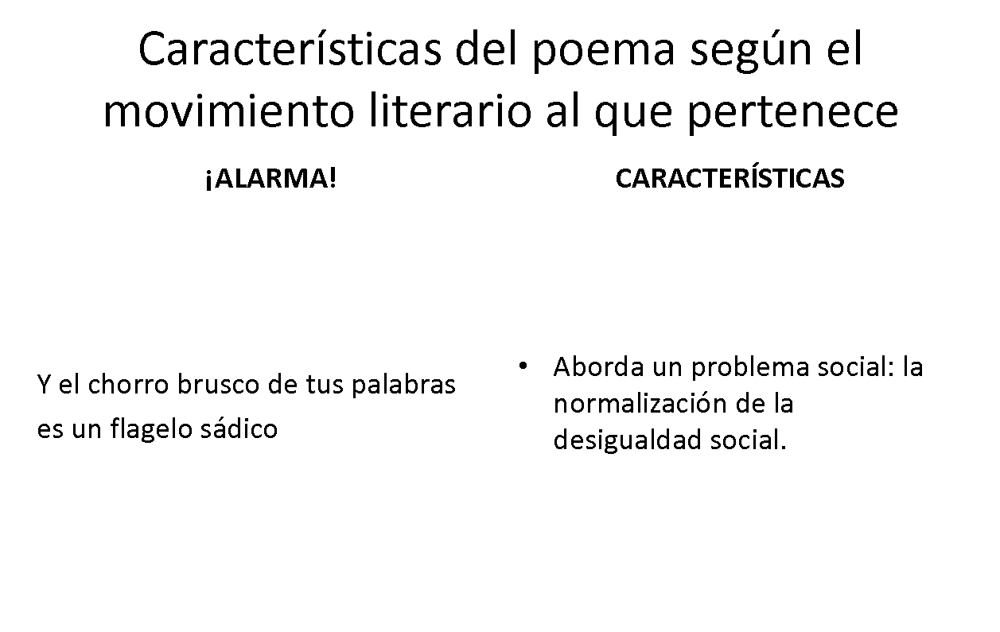 Características del poema según el
movimiento literario al que pertenece
¡ALARMA!
Y el chorro brusco de tus palabras
es un flagelo sádico
CARACTERÍSTICAS
• Aborda un problema social: la
normalización de la
desigualdad social.